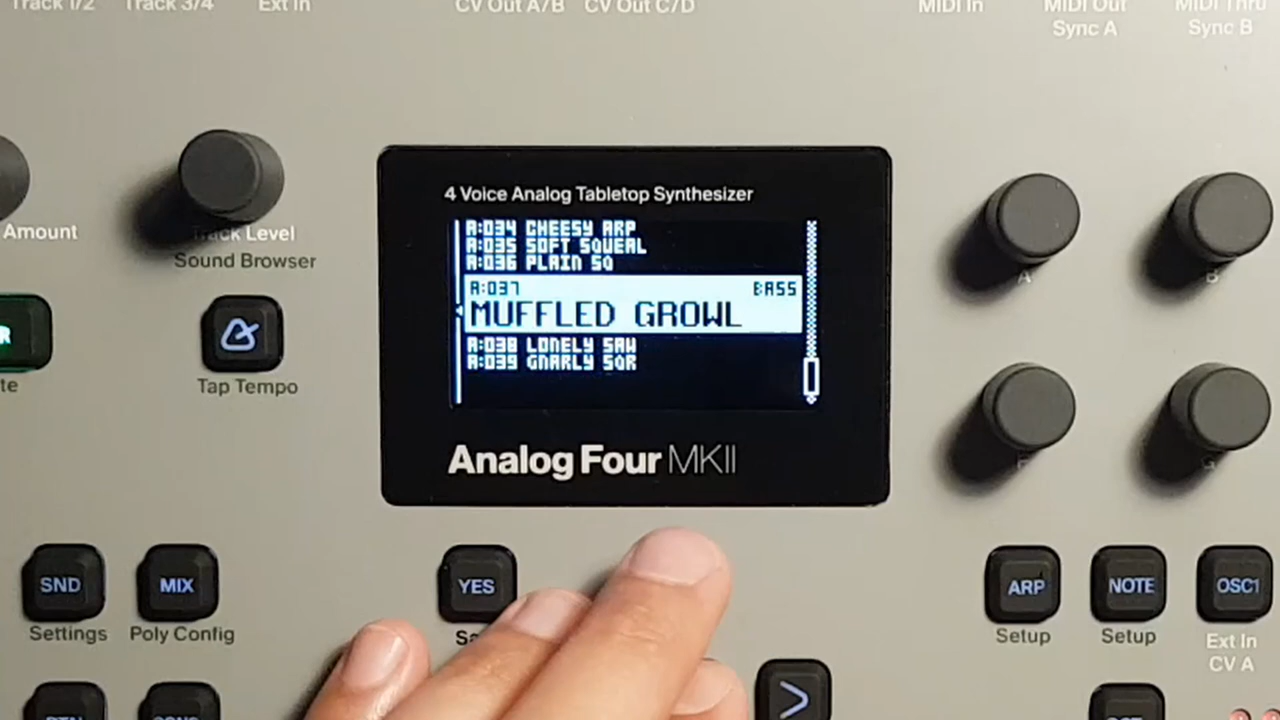 Track 1/2 Track 3/4 Ext In CV Out A/B CV Out C/D MIDI In MIDI Out MIDI Thru
Sync A Sync B
4 Voice Analog Tabletop Synthesizer
A:034 CHEESY ARP
A:035 SOFT SQUEAL
A:036 PLAIN SQ
A:037 BASS
MUFFLED GROWL
A:038 LONELY SAW
A:039 GNARLY SQR
Analog Four MKII
Amount
Track Level
Sound Browser
Tap Tempo
A
B
SND
Settings
MIX
Poly Config
YES
ARP
Setup
NOTE
Setup
OSC1
Ext In
CV A
>